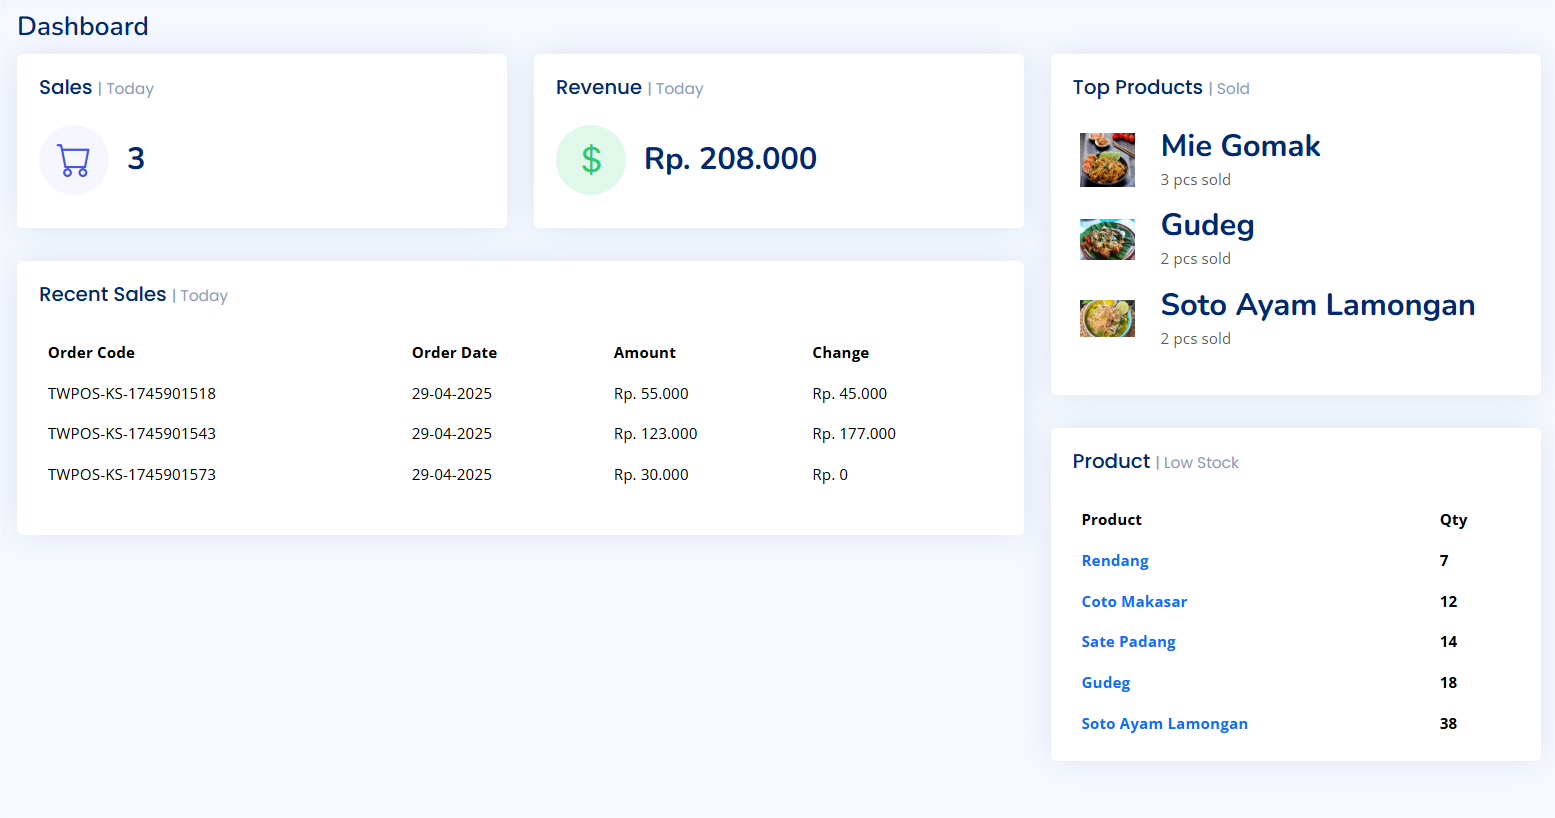 Dashboard
Sales | Today
3
Revenue | Today
$
Rp. 208.000
Recent Sales | Today
Order Code Order Date Amount Change
TWPOS-KS-1745901518 29-04-2025 Rp. 55.000 Rp. 45.000
TWPOS-KS-1745901543 29-04-2025 Rp. 123.000 Rp. 177.000
TWPOS-KS-1745901573 29-04-2025 Rp. 30.000 Rp. 0
Top Products | Sold
Mie Gomak
3 pcs sold
Gudeg
2 pcs sold
Soto Ayam Lamongan
2 pcs sold
Product | Low Stock
Product Qty
Rendang 7
Coto Makasar 12
Sate Padang 14
Gudeg 18
Soto Ayam Lamongan 38